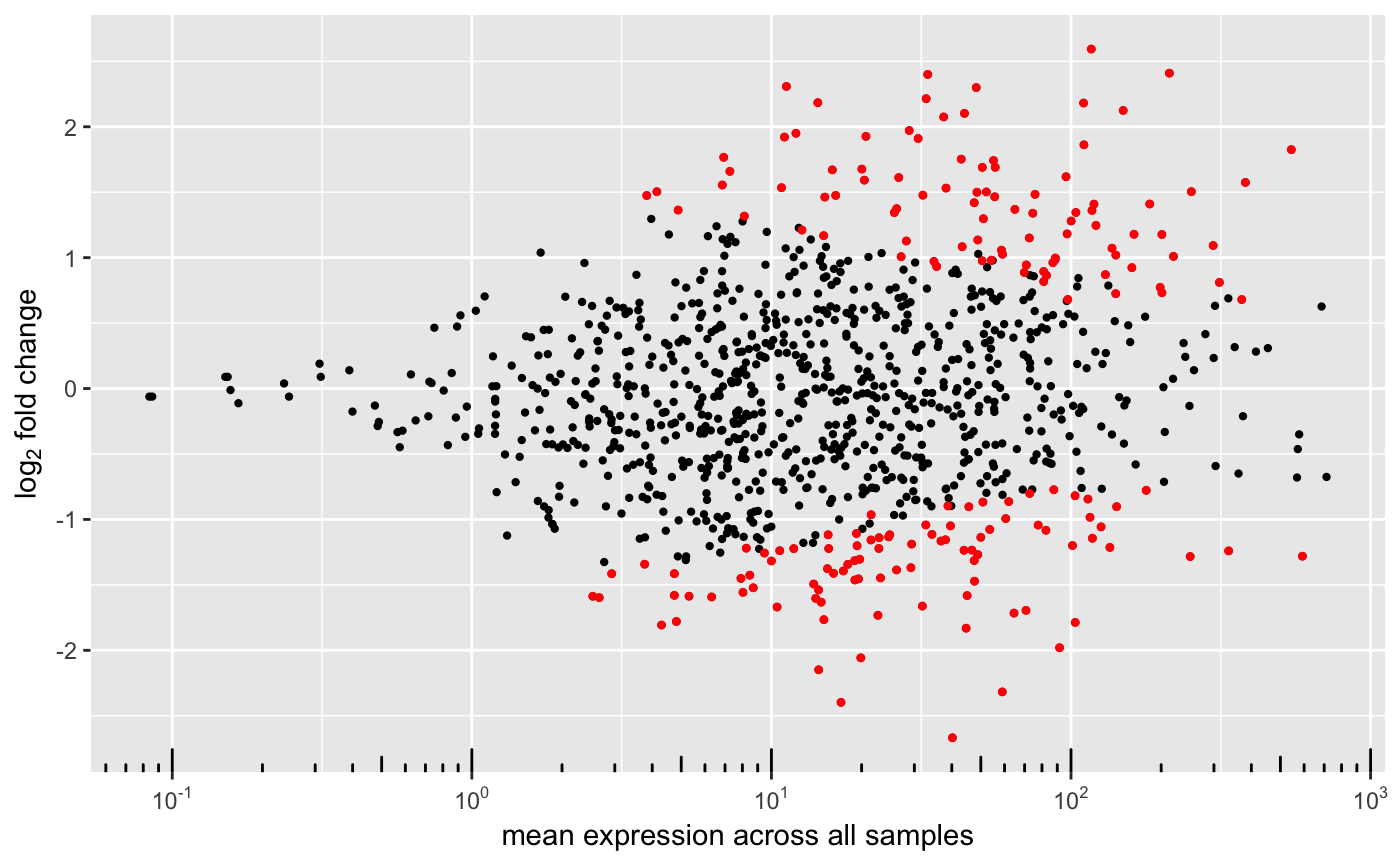 2
1
0
-1
-2
log₂ fold change
10⁻¹ 10⁰ 10¹ 10² 10³
mean expression across all samples